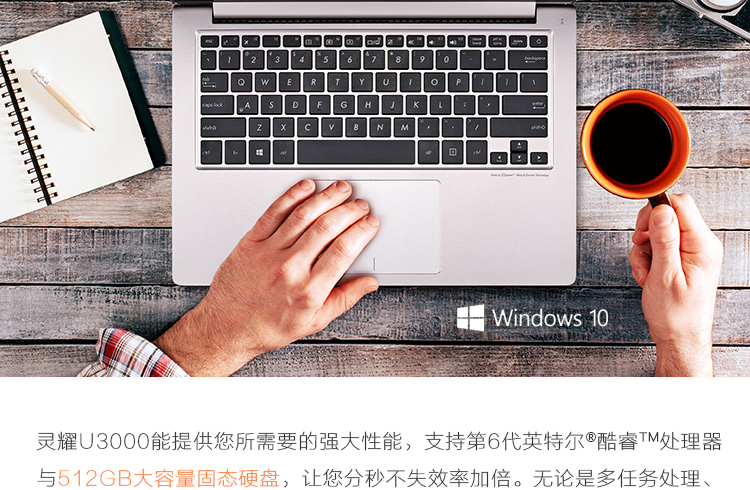 Windows 10
灵耀U3000能提供您所需要的强大性能，支持第6代英特尔®酷睿™处理器
与512GB大容量固态硬盘，让您分秒不失效率加倍。无论是多任务处理、